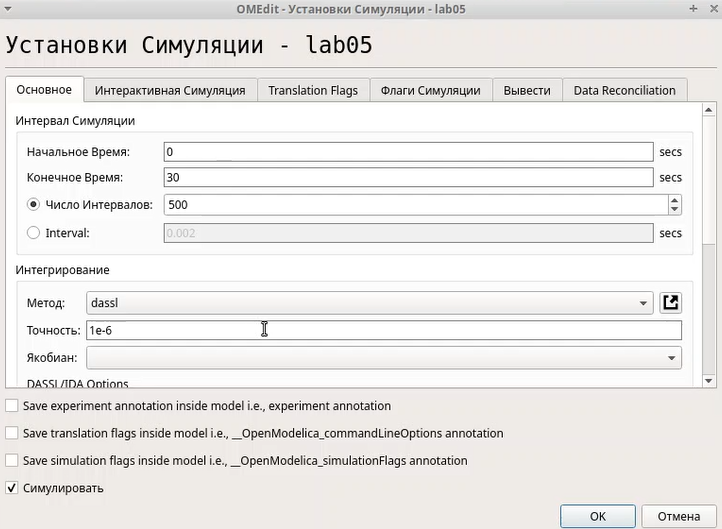 OMEdit - Установки Симуляции - lab05
Установки Симуляции - lab05
Основное Интерактивная Симуляция Translation Flags Флаги Симуляции Вывести Data Reconciliation
Интервал Симуляции
Начальное Время: 0 secs
Конечное Время: 30 secs
Число Интервалов: 500
Interval: 0.002 secs
Интегрирование
Метод: dassl
Точность: 1e-6
Якобиан:
DASSL/IDA Options
Save experiment annotation inside model i.e., experiment annotation
Save translation flags inside model i.e., __OpenModelica_commandLineOptions annotation
Save simulation flags inside model i.e., __OpenModelica_simulationFlags annotation
Симулировать
OK Отмена